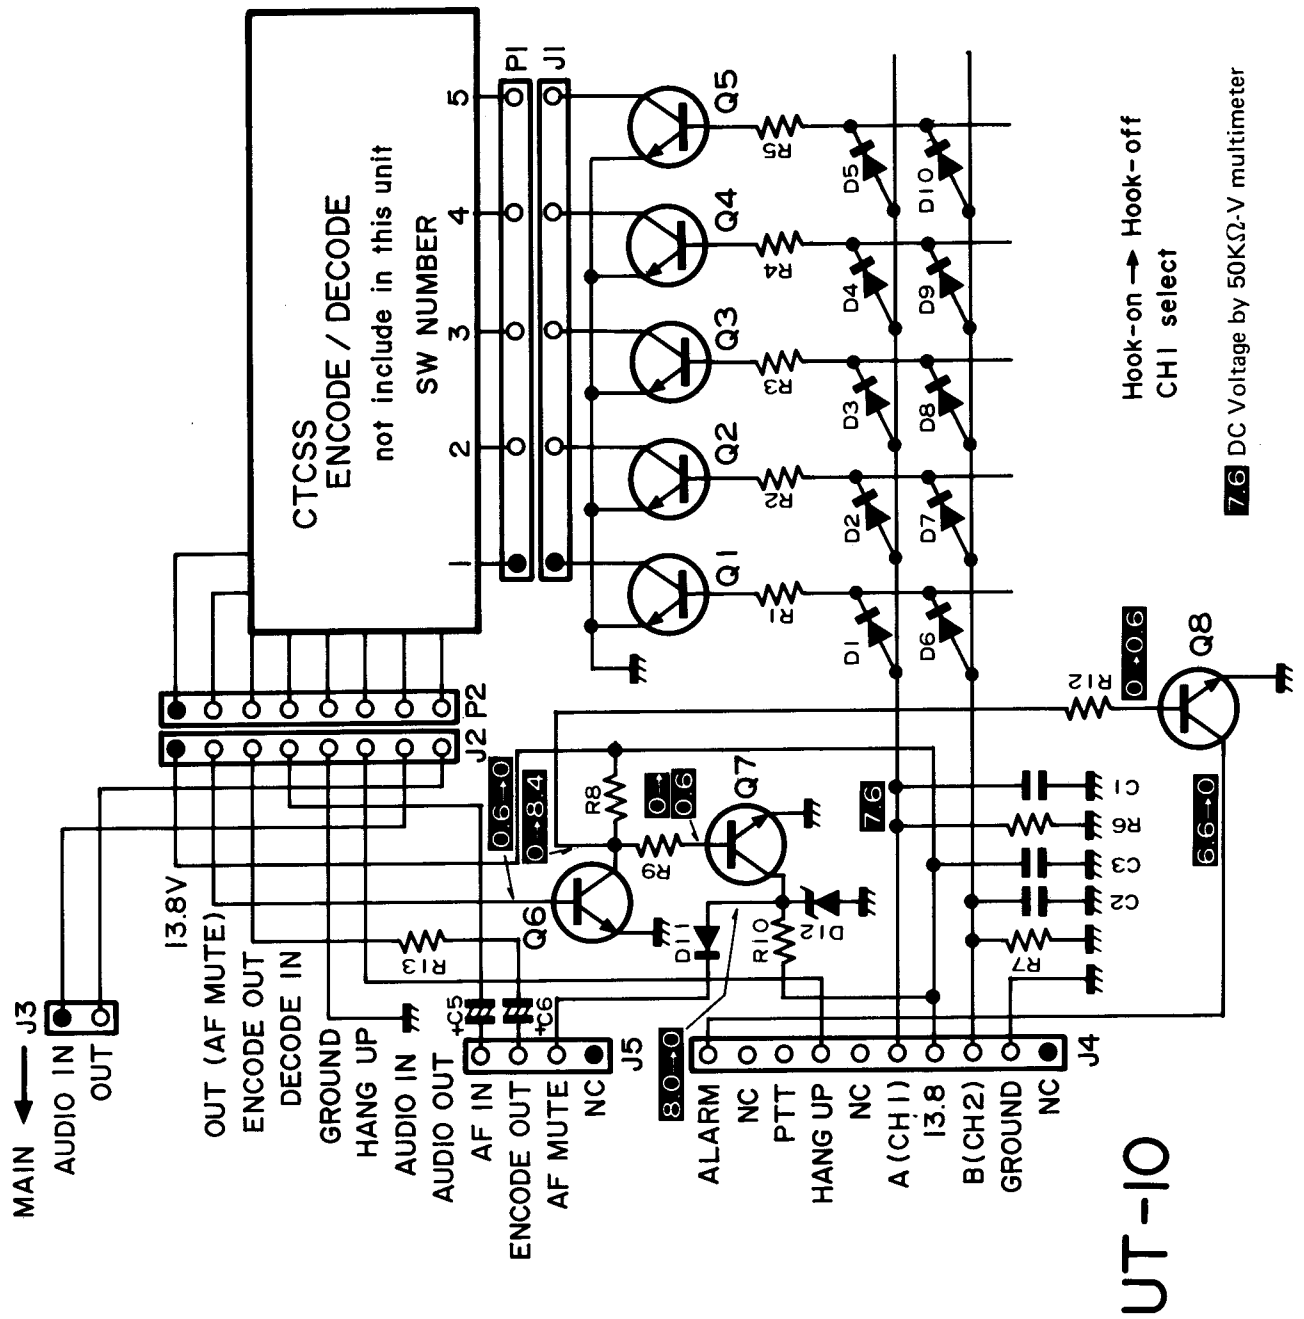 MAIN
J3
AUDIO IN
OUT
13.8V
OUT (AF MUTE)
ENCODE OUT
DECODE IN
GROUND
HANG UP
AUDIO IN
AUDIO OUT
J2
P2
CTCSS
ENCODE / DECODE
not include in this unit
SW NUMBER
1
2
3
4
5
P1
J1
Q1
Q2
Q3
Q4
Q5
R1
R2
R3
R4
R5
D1
D2
D3
D4
D5
D6
D7
D8
D9
D10
AF IN
ENCODE OUT
AF MUTE
NC
J5
+C5
+C6
R13
Q6
0.6→0
0→8.4
R8
R9
0→
0.6
Q7
D11
R10
D12
8.0→0
7.6
ALARM
NC
PTT
HANG UP
NC
A (CH1)
13.8
B (CH2)
GROUND
NC
J4
R7
C2
C3
R6
C1
R12
0→0.6
Q8
6.6→0
Hook-on → Hook-off
CH1 select
7.6 DC Voltage by 50KΩ-V multimeter
UT-10